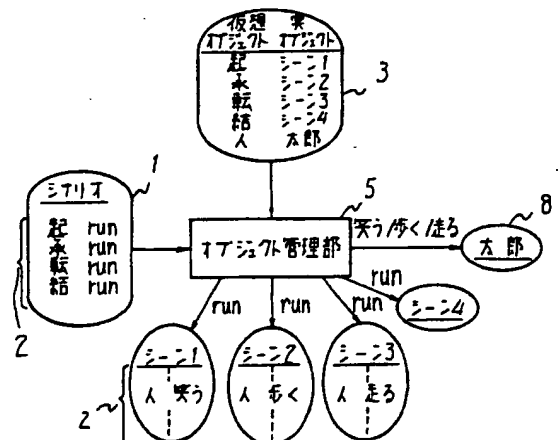 仮想 実
オブジェクト オブジェクト
起 シーン1
承 シーン2
転 シーン3
結 シーン4
人 太郎
3
1
シナリオ
起 run
承 run
転 run
結 run
2
5
オブジェクト管理部
笑う/歩く/走る
8
太郎
run
run
run
run
シーン4
シーン1
人 笑う
シーン2
人 歩く
シーン3
人 走る
2